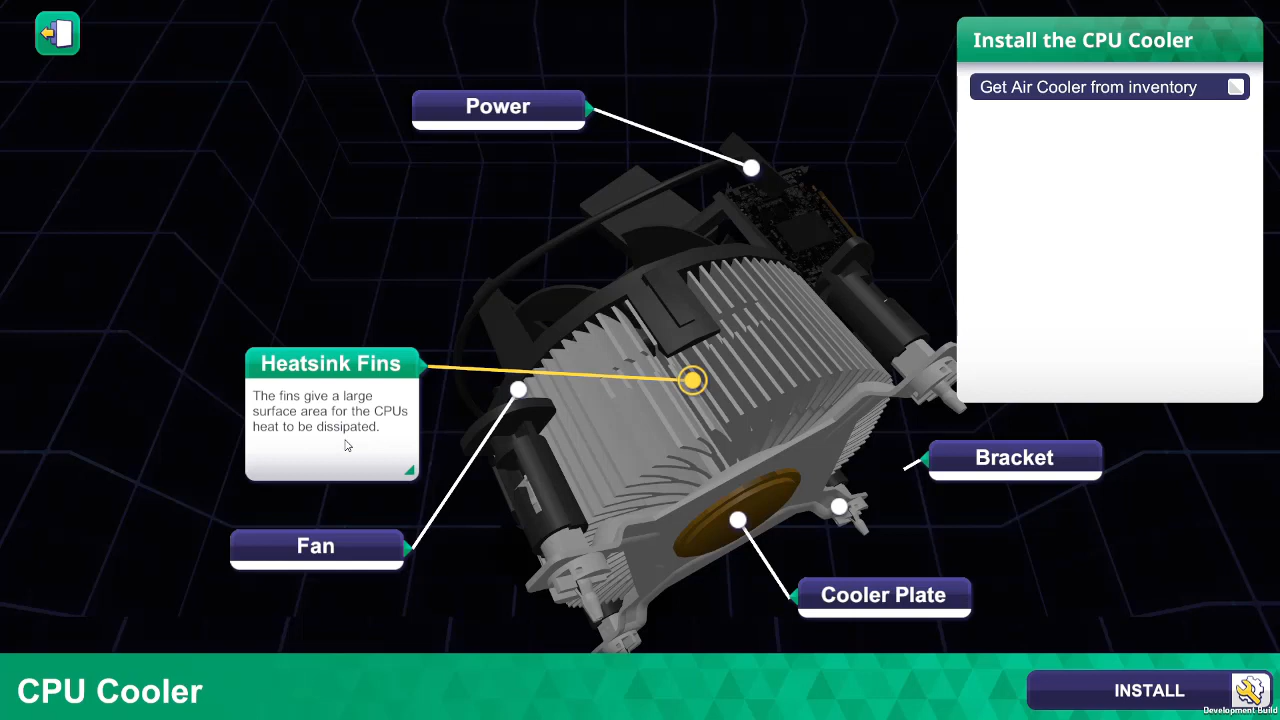 Install the CPU Cooler
Get Air Cooler from inventory
Power
Heatsink Fins
The fins give a large
surface area for the CPUs
heat to be dissipated.
Bracket
Fan
Cooler Plate
CPU Cooler
INSTALL
Development Build